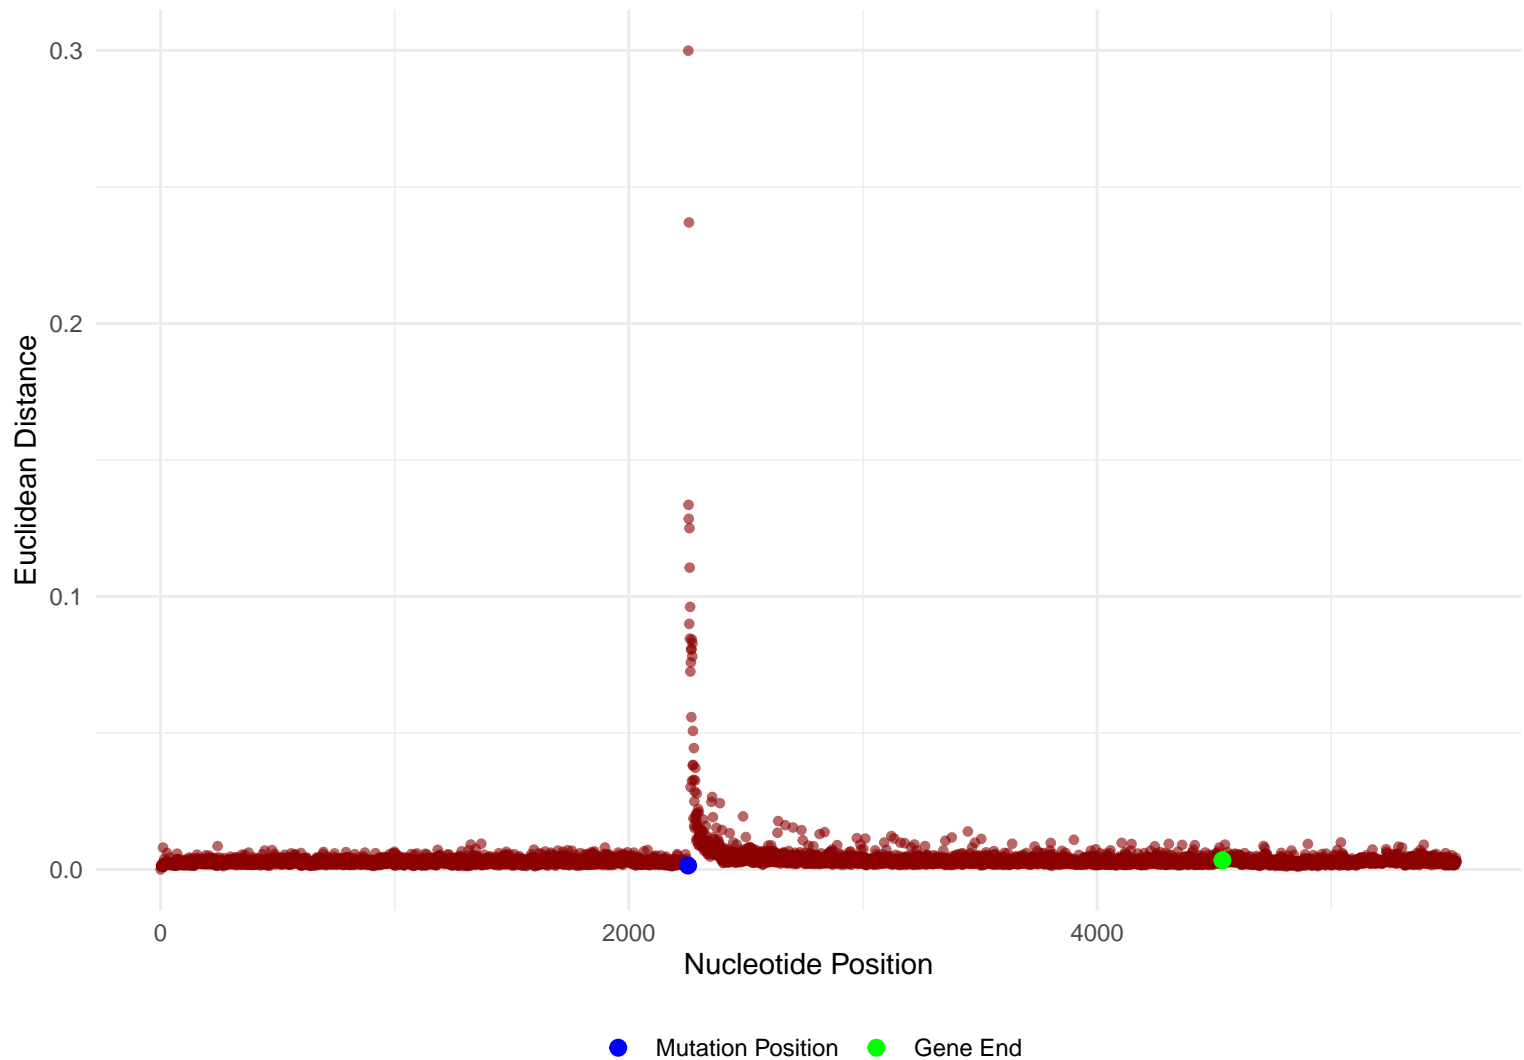 0.3
0.2
0.1
0.0
Euclidean Distance
0 2000 4000
Nucleotide Position
Mutation Position Gene End